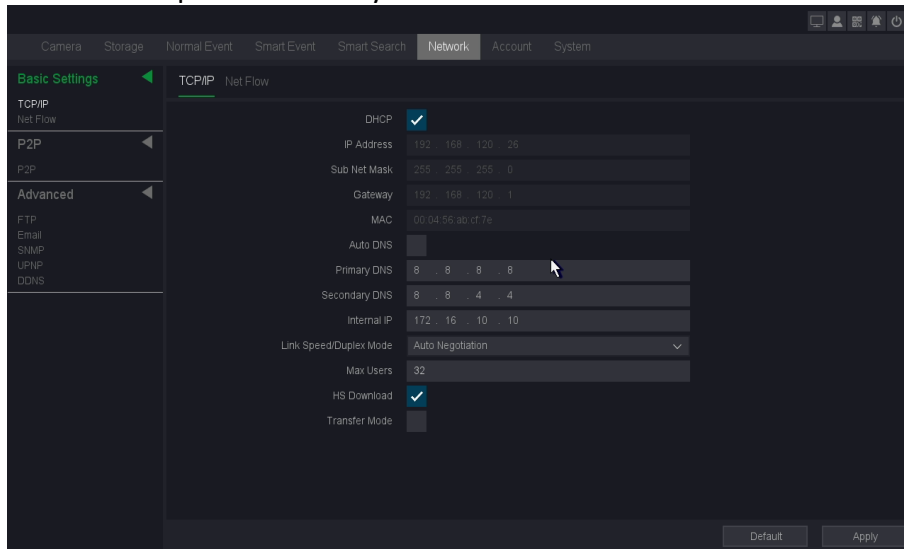 Camera Storage Normal Event Smart Event Smart Search Network Account System
Basic Settings
TCP/IP
Net Flow
P2P
P2P
Advanced
FTP
Email
SNMP
UPNP
DDNS
TCP/IP Net Flow
DHCP
IP Address 192 . 168 . 120 . 26
Sub Net Mask 255 . 255 . 255 . 0
Gateway 192 . 168 . 120 . 1
MAC 00:04:56:ab:cf:7e
Auto DNS
Primary DNS 8 . 8 . 8 . 8
Secondary DNS 8 . 8 . 4 . 4
Internal IP 172 . 16 . 10 . 10
Link Speed/Duplex Mode Auto Negotiation
Max Users 32
HS Download
Transfer Mode
Default Apply